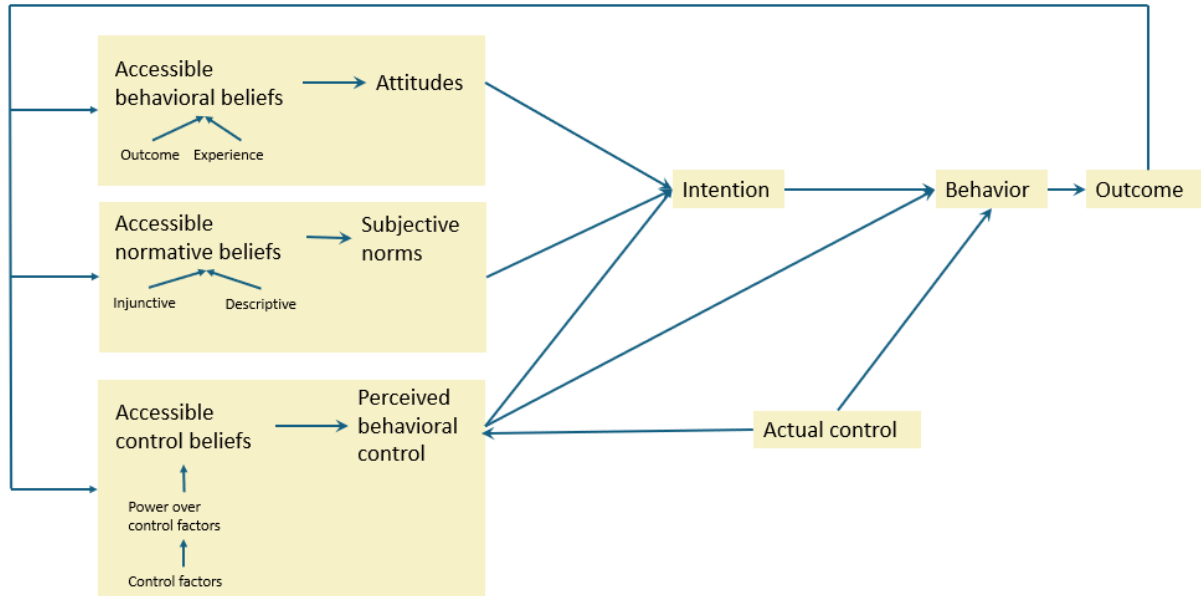 Accessible
behavioral beliefs
Attitudes
Outcome
Experience
Accessible
normative beliefs
Subjective
norms
Injunctive
Descriptive
Accessible
control beliefs
Perceived
behavioral
control
Power over
control factors
Control factors
Intention
Behavior
Outcome
Actual control